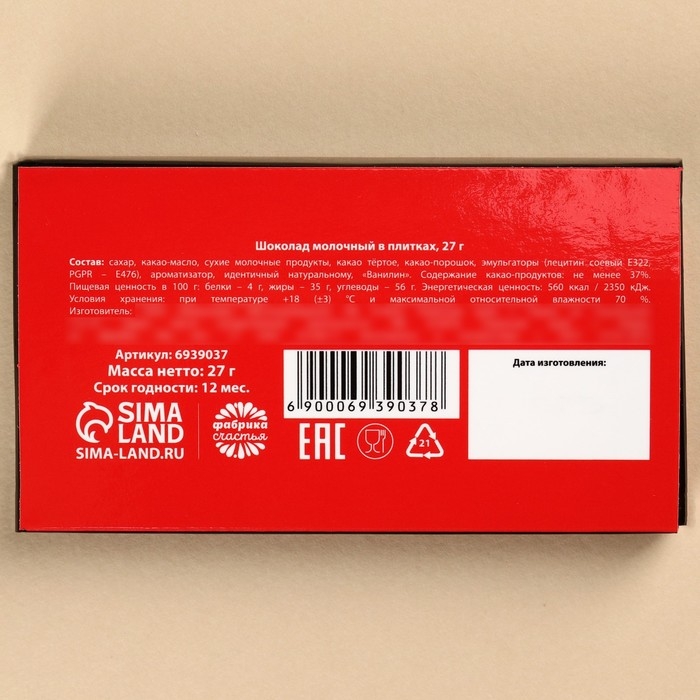 Шоколад молочный в плитках, 27 г
Состав: сахар, какао-масло, сухие молочные продукты, какао тёртое, какао-порошок, эмульгаторы (лецитин соевый Е322,
PGPR – Е476), ароматизатор, идентичный натуральному, «Ванилин». Содержание какао-продуктов: не менее 37%.
Пищевая ценность в 100 г: белки – 4 г, жиры – 35 г, углеводы – 56 г. Энергетическая ценность: 560 ккал / 2350 кДж.
Условия хранения: при температуре +18 (±3) °С и максимальной относительной влажности 70 %.
Изготовитель:
Артикул: 6939037
Масса нетто: 27 г
Срок годности: 12 мес.
SIMA
LAND
SIMA-LAND.RU
фабрика
счастья
6 900069 390378
EAC
21
Дата изготовления: